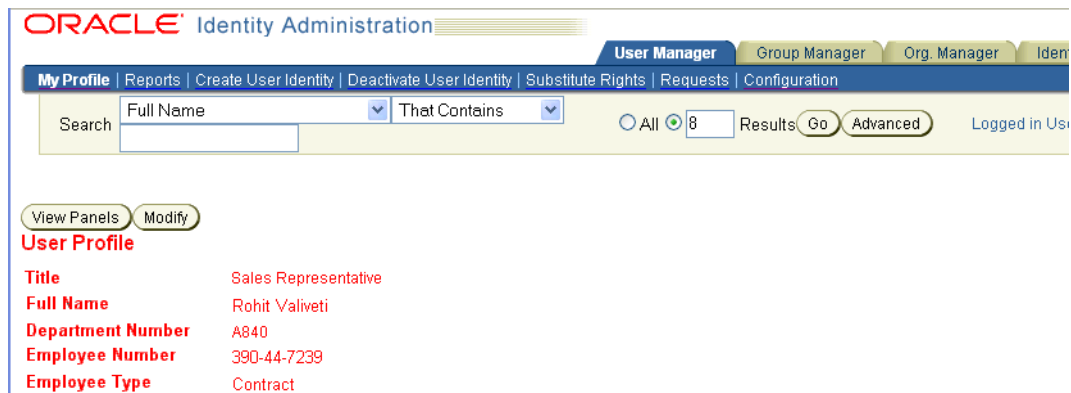 ORACLE Identity Administration
User Manager Group Manager Org. Manager
My Profile | Reports | Create User Identity | Deactivate User Identity | Substitute Rights | Requests | Configuration
Search Full Name That Contains All 8 Results Go Advanced Logged in
View Panels Modify
User Profile
Title Sales Representative
Full Name Rohit Valiveti
Department Number A840
Employee Number 390-44-7239
Employee Type Contract